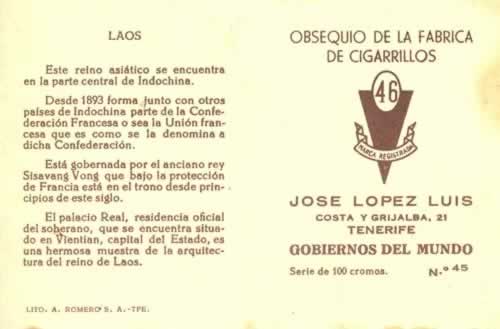 LAOS
Este reino asiático se encuentra
en la parte central de Indochina.
Desde 1893 forma junto con otros
países de Indochina parte de la Confe-
deración Francesa o sea la Unión fran-
cesa que es como se la denomina a
dicha Confederación.
Está gobernada por el anciano rey
Sisavang Vong que bajo la protección
de Francia está en el trono desde prin-
cipios de este siglo.
El palacio Real, residencia oficial
del soberano, que se encuentra situa-
do en Vientian, capital del Estado, es
una hermosa muestra de la arquitec-
tura del reino de Laos.
LITO. A. ROMERO S. A.-TFE.
OBSEQUIO DE LA FABRICA
DE CIGARRILLOS
46
MARCA REGISTRADA
JOSE LOPEZ LUIS
COSTA Y GRIJALBA, 21
TENERIFE
GOBIERNOS DEL MUNDO
Serie de 100 cromos. N.º 45